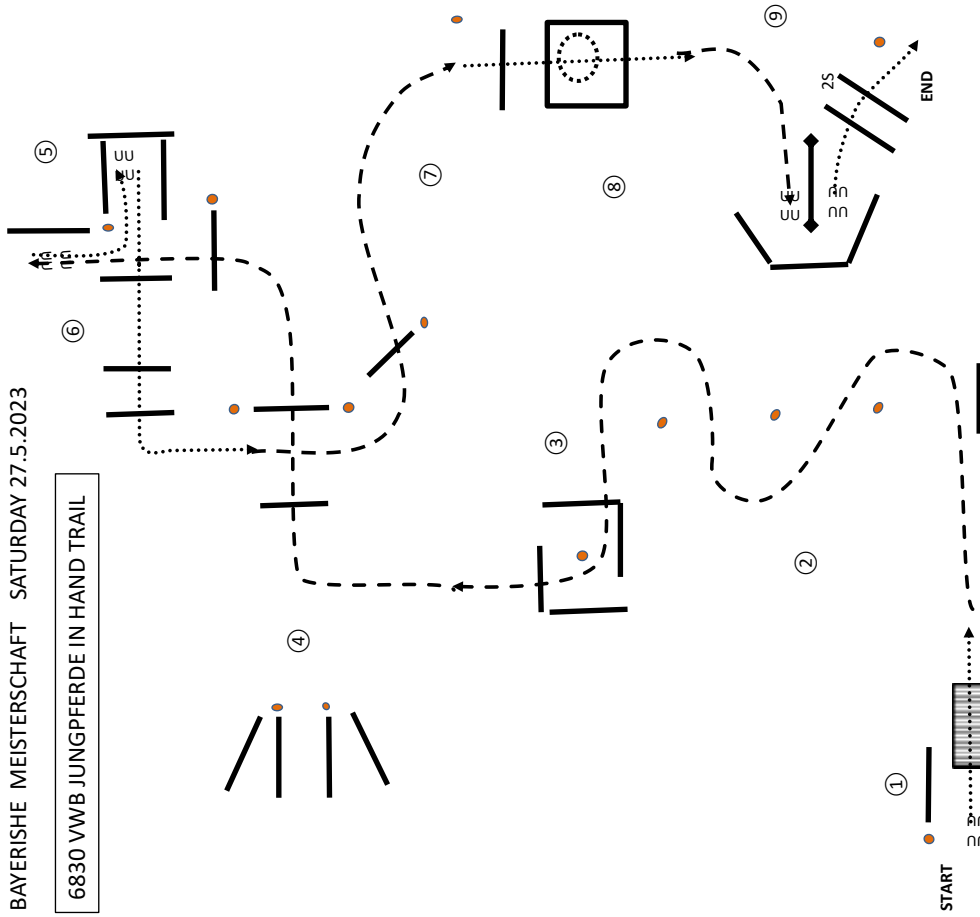 BAYERISHE MEISTERSCHAFT SATURDAY 27.5.2023
6830 VWB JUNGPFERDE IN HAND TRAIL
START
①
②
③
④
⑤
⑥
⑦
⑧
⑨
2S
END